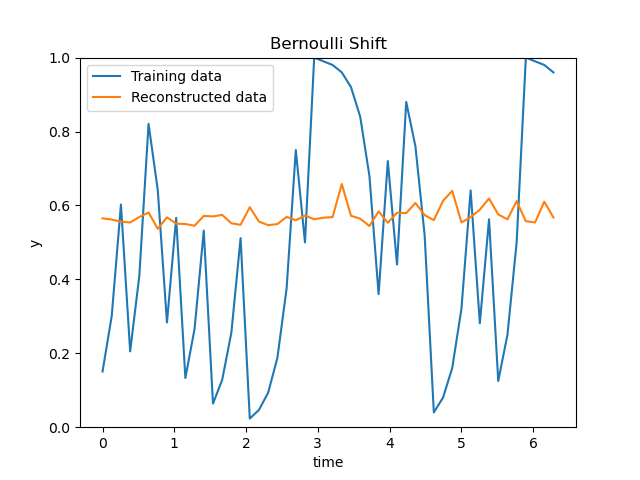 Bernoulli Shift
Training data
Reconstructed data
y
1.0
0.8
0.6
0.4
0.2
0.0
0 1 2 3 4 5 6
time